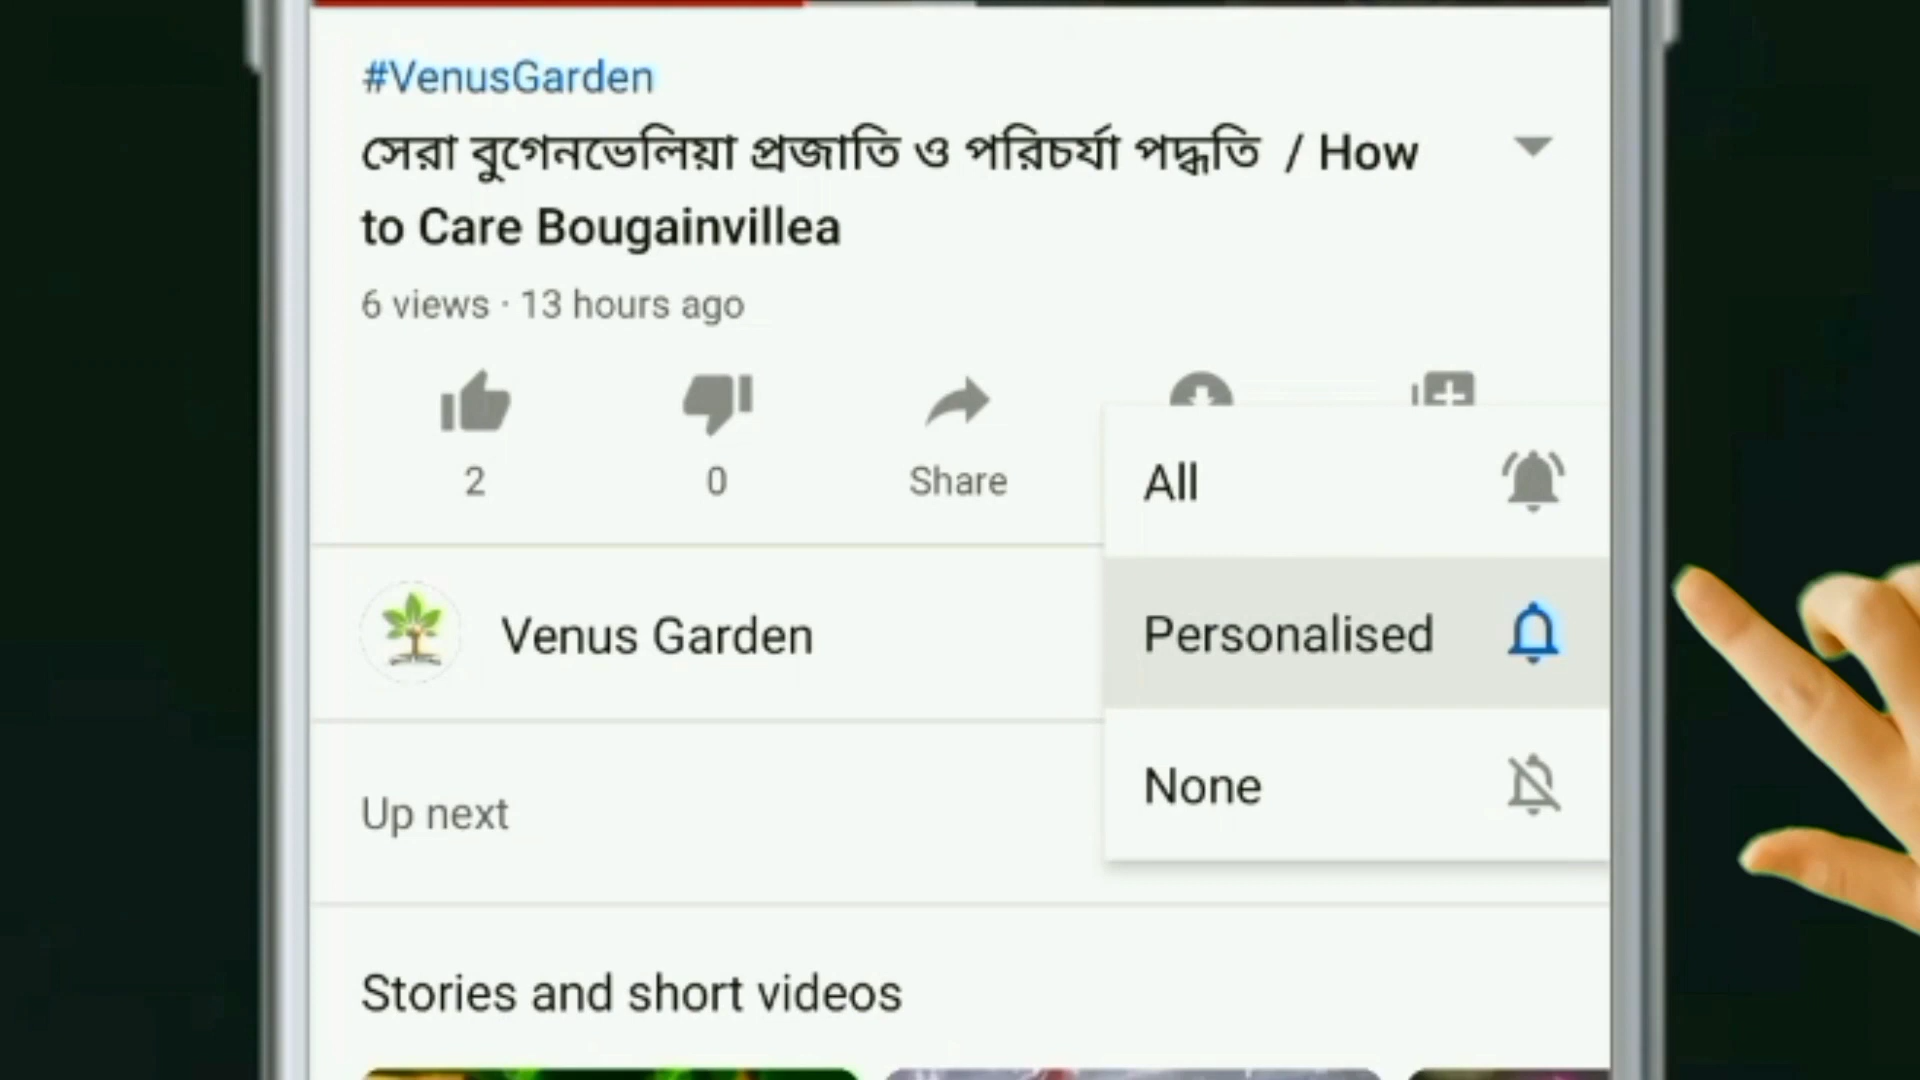 #VenusGarden
সেরা বুগেনভেলিয়া প্রজাতি ও পরিচর্যা পদ্ধতি / How
to Care Bougainvillea
6 views · 13 hours ago
2
0
Share
All
Personalised
None
Venus Garden
Up next
Stories and short videos